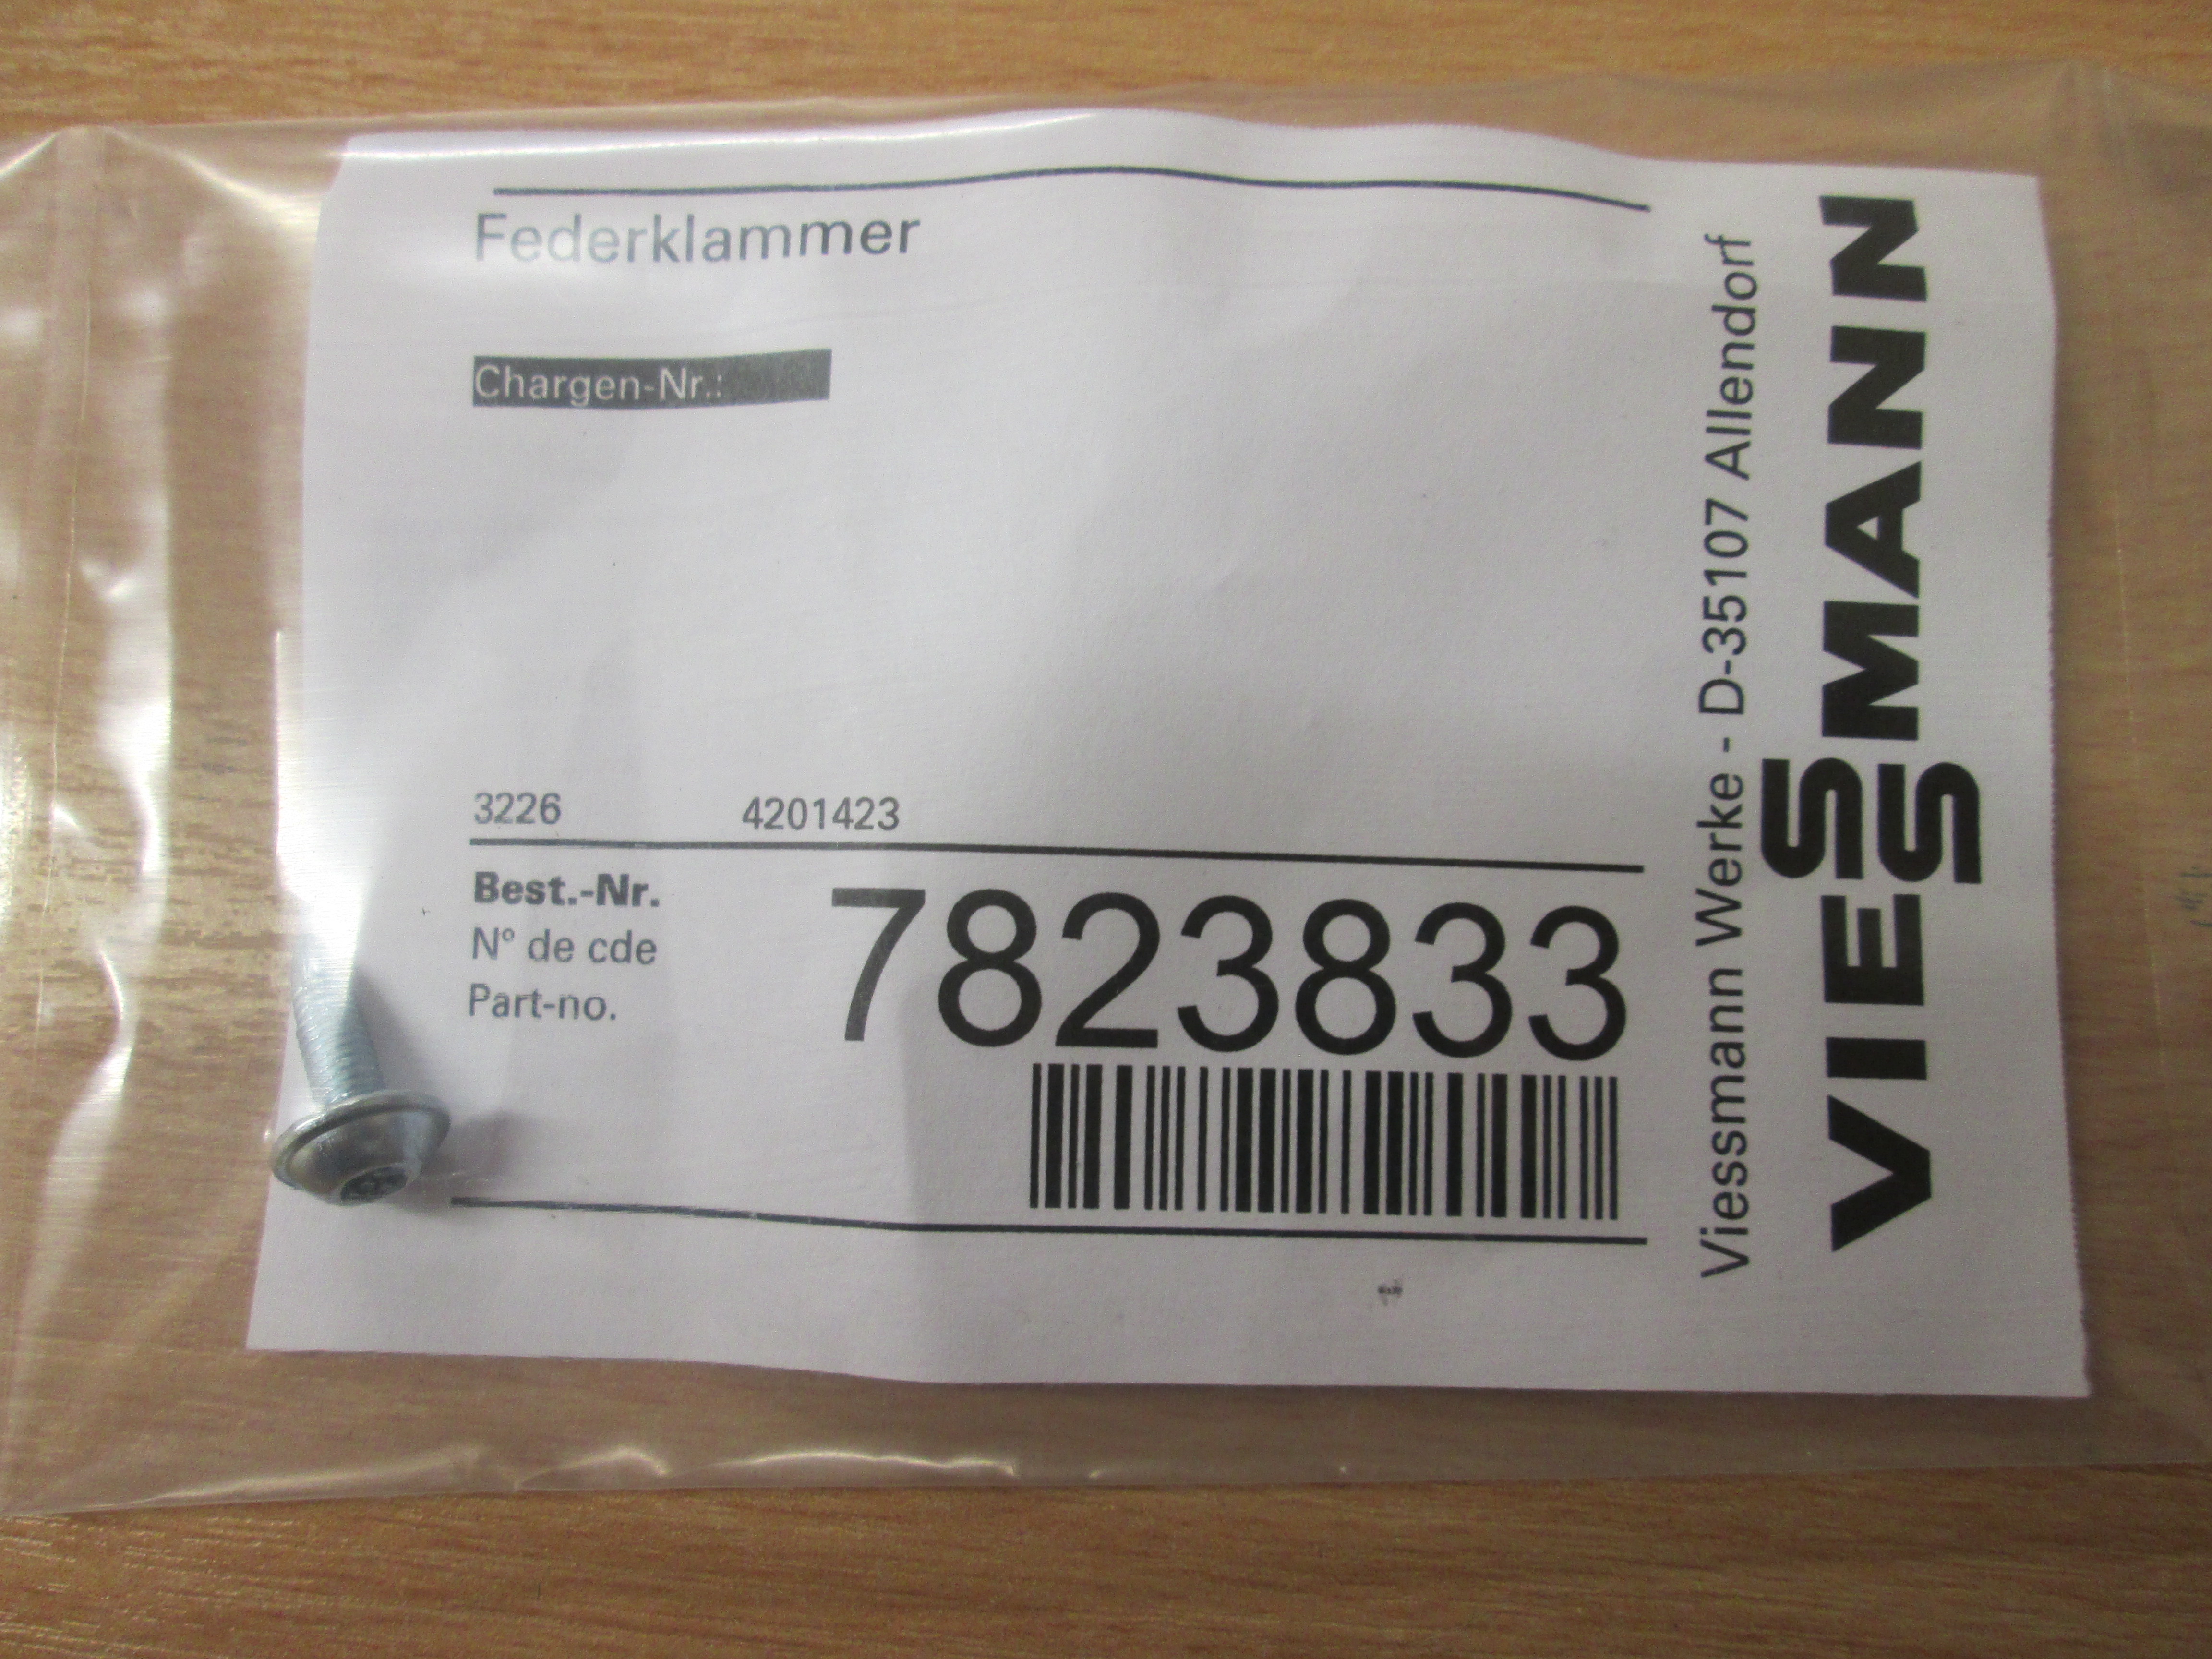 Federklammer
Chargen-Nr.:
3226 4201423
Best.-Nr.
N° de cde
Part-no.
7823833
Viessmann Werke - D-35107 Allendorf
VIESSMANN